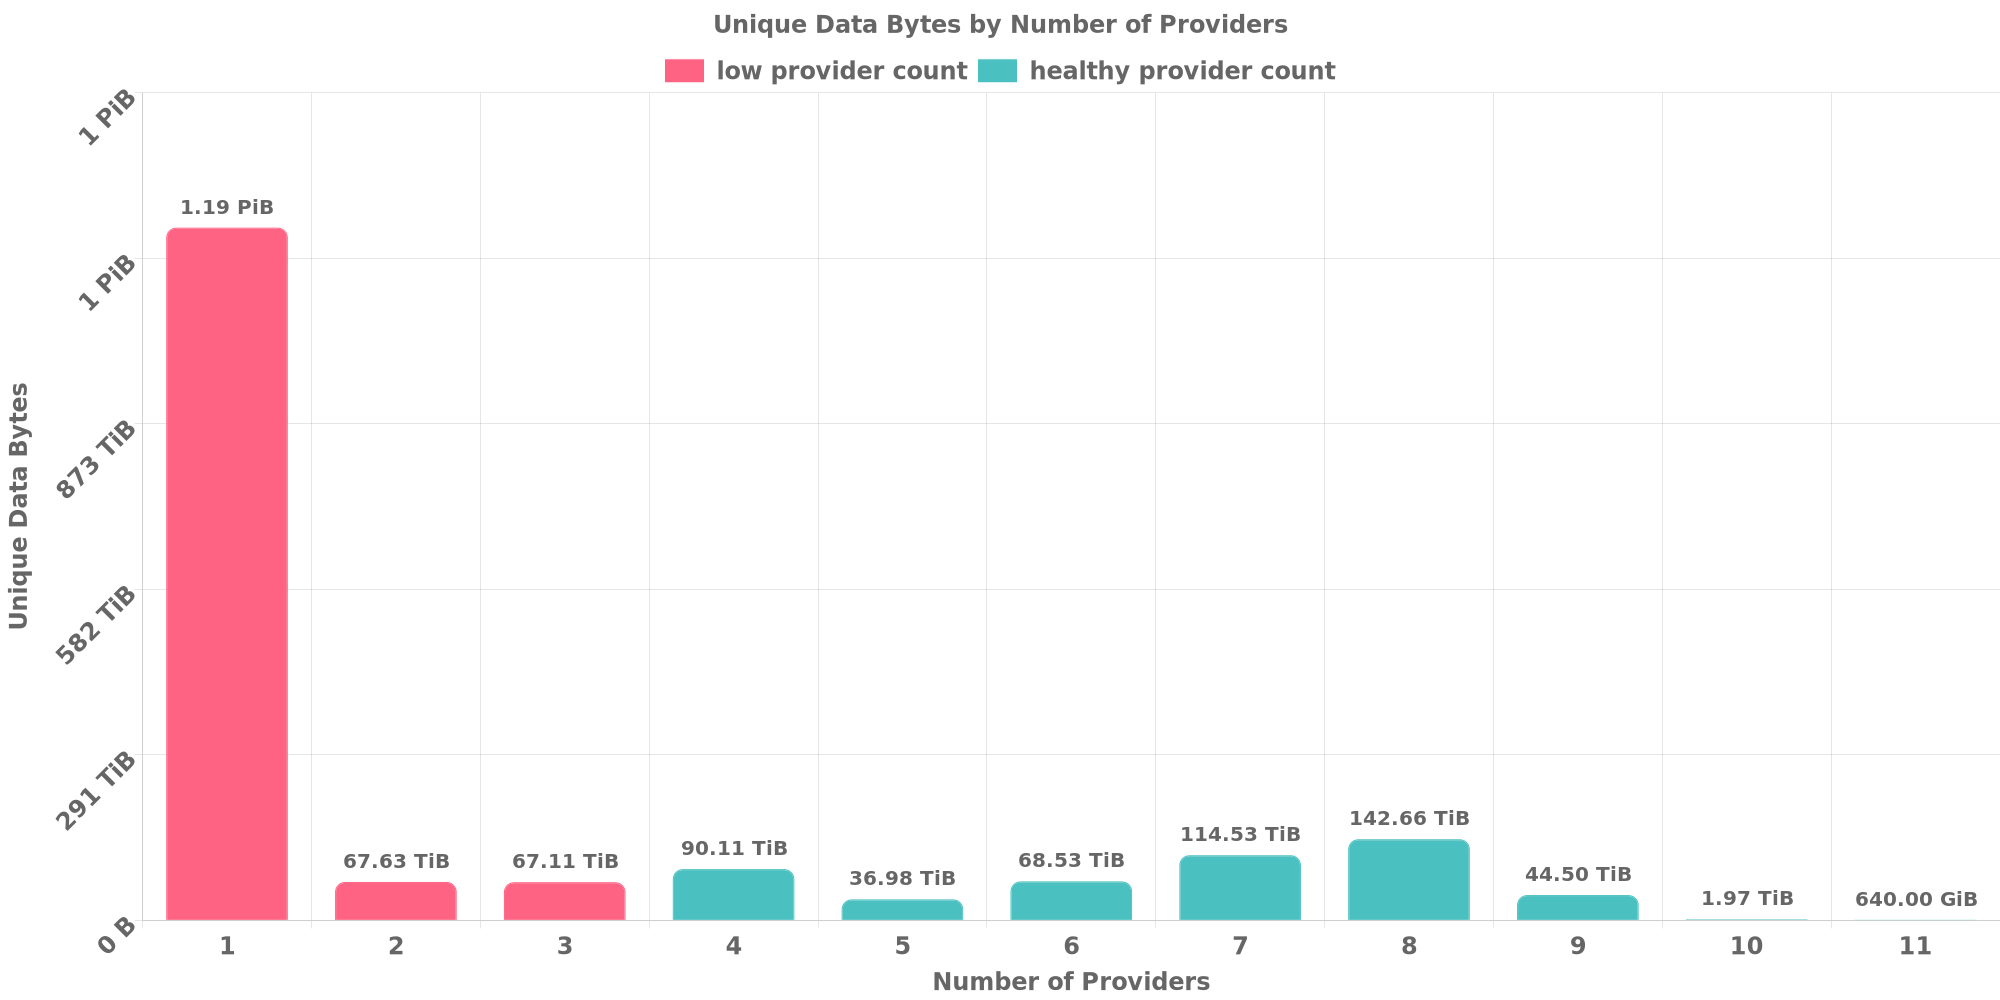 Unique Data Bytes by Number of Providers
low provider count healthy provider count
1 PiB
1 PiB
873 TiB
582 TiB
291 TiB
0 B
Unique Data Bytes
1.19 PiB
67.63 TiB
67.11 TiB
90.11 TiB
36.98 TiB
68.53 TiB
114.53 TiB
142.66 TiB
44.50 TiB
1.97 TiB
640.00 GiB
1 2 3 4 5 6 7 8 9 10 11
Number of Providers